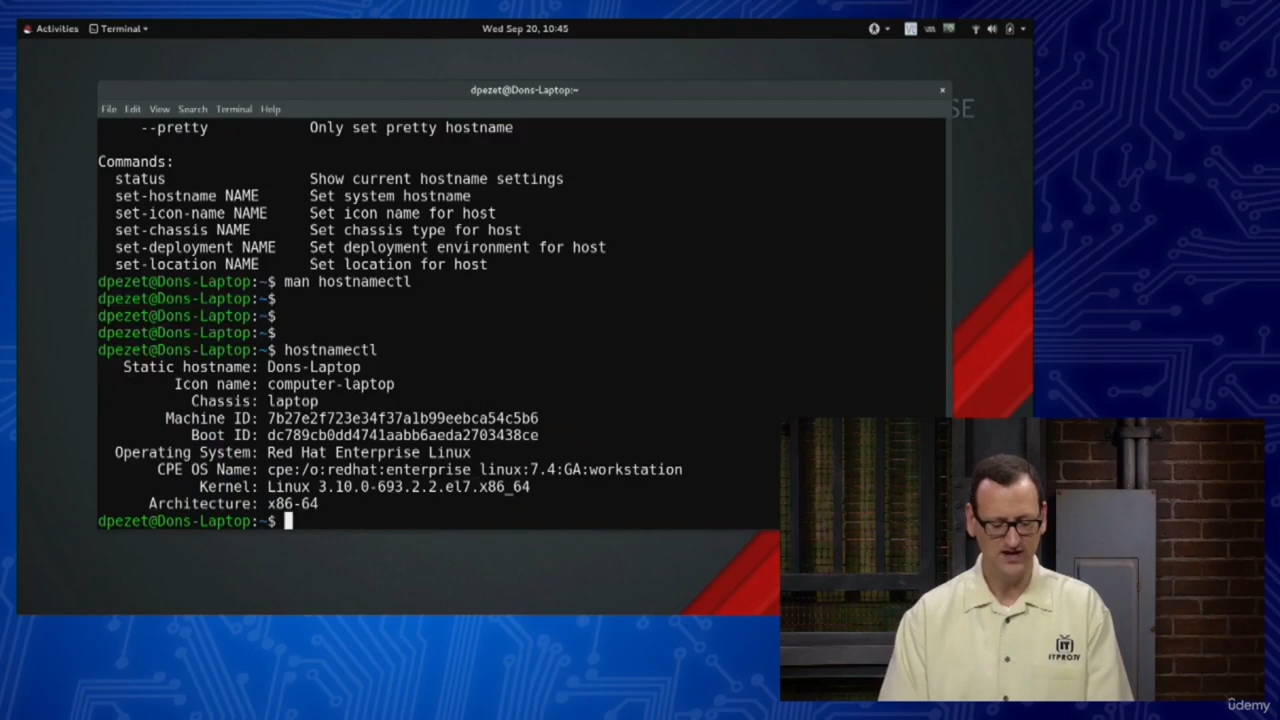 Activities Terminal Wed Sep 20, 10:45
SE
dpezet@Dons-Laptop:~
File Edit View Search Terminal Help
--pretty Only set pretty hostname
Commands:
status Show current hostname settings
set-hostname NAME Set system hostname
set-icon-name NAME Set icon name for host
set-chassis NAME Set chassis type for host
set-deployment NAME Set deployment environment for host
set-location NAME Set location for host
dpezet@Dons-Laptop:~$ man hostnamectl
dpezet@Dons-Laptop:~$
dpezet@Dons-Laptop:~$
dpezet@Dons-Laptop:~$
dpezet@Dons-Laptop:~$ hostnamectl
Static hostname: Dons-Laptop
Icon name: computer-laptop
Chassis: laptop
Machine ID: 7b27e2f723e34f37a1b99eebca54c5b6
Boot ID: dc789cb0dd4741aabb6aeda2703438ce
Operating System: Red Hat Enterprise Linux
CPE OS Name: cpe:/o:redhat:enterprise_linux:7.4:GA:workstation
Kernel: Linux 3.10.0-693.2.2.el7.x86_64
Architecture: x86-64
dpezet@Dons-Laptop:~$
IT
ITPRO.TV
udemy